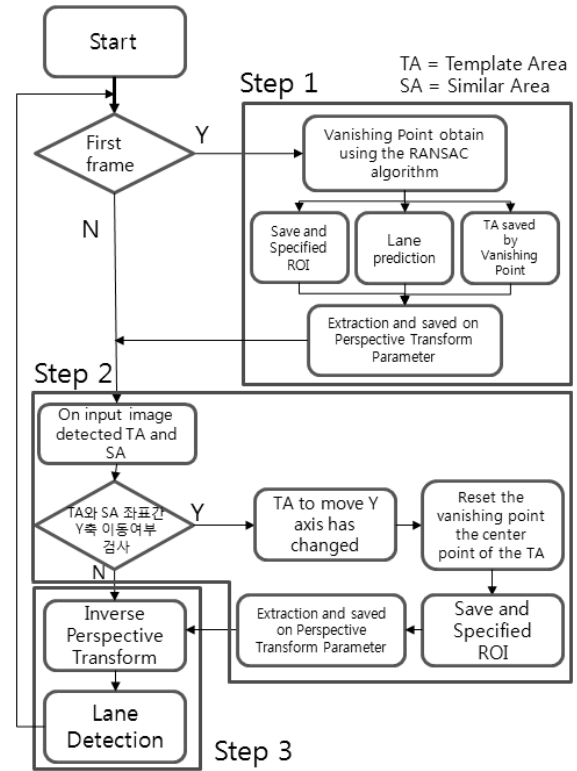 Start
TA = Template Area
SA = Similar Area
Step 1
First
frame
Y
N
Vanishing Point obtain
using the RANSAC
algorithm
Save and
Specified
ROI
Lane
prediction
TA saved
by
Vanishing
Point
Extraction and saved on
Perspective Transform
Parameter
Step 2
On input image
detected TA and
SA
TA와 SA 좌표간
Y축 이동여부
검사
Y
N
TA to move Y
axis has
changed
Reset the
vanishing point
the center
point of the TA
Save and
Specified
ROI
Extraction and saved
on Perspective
Transform Parameter
Inverse
Perspective
Transform
Lane
Detection
Step 3